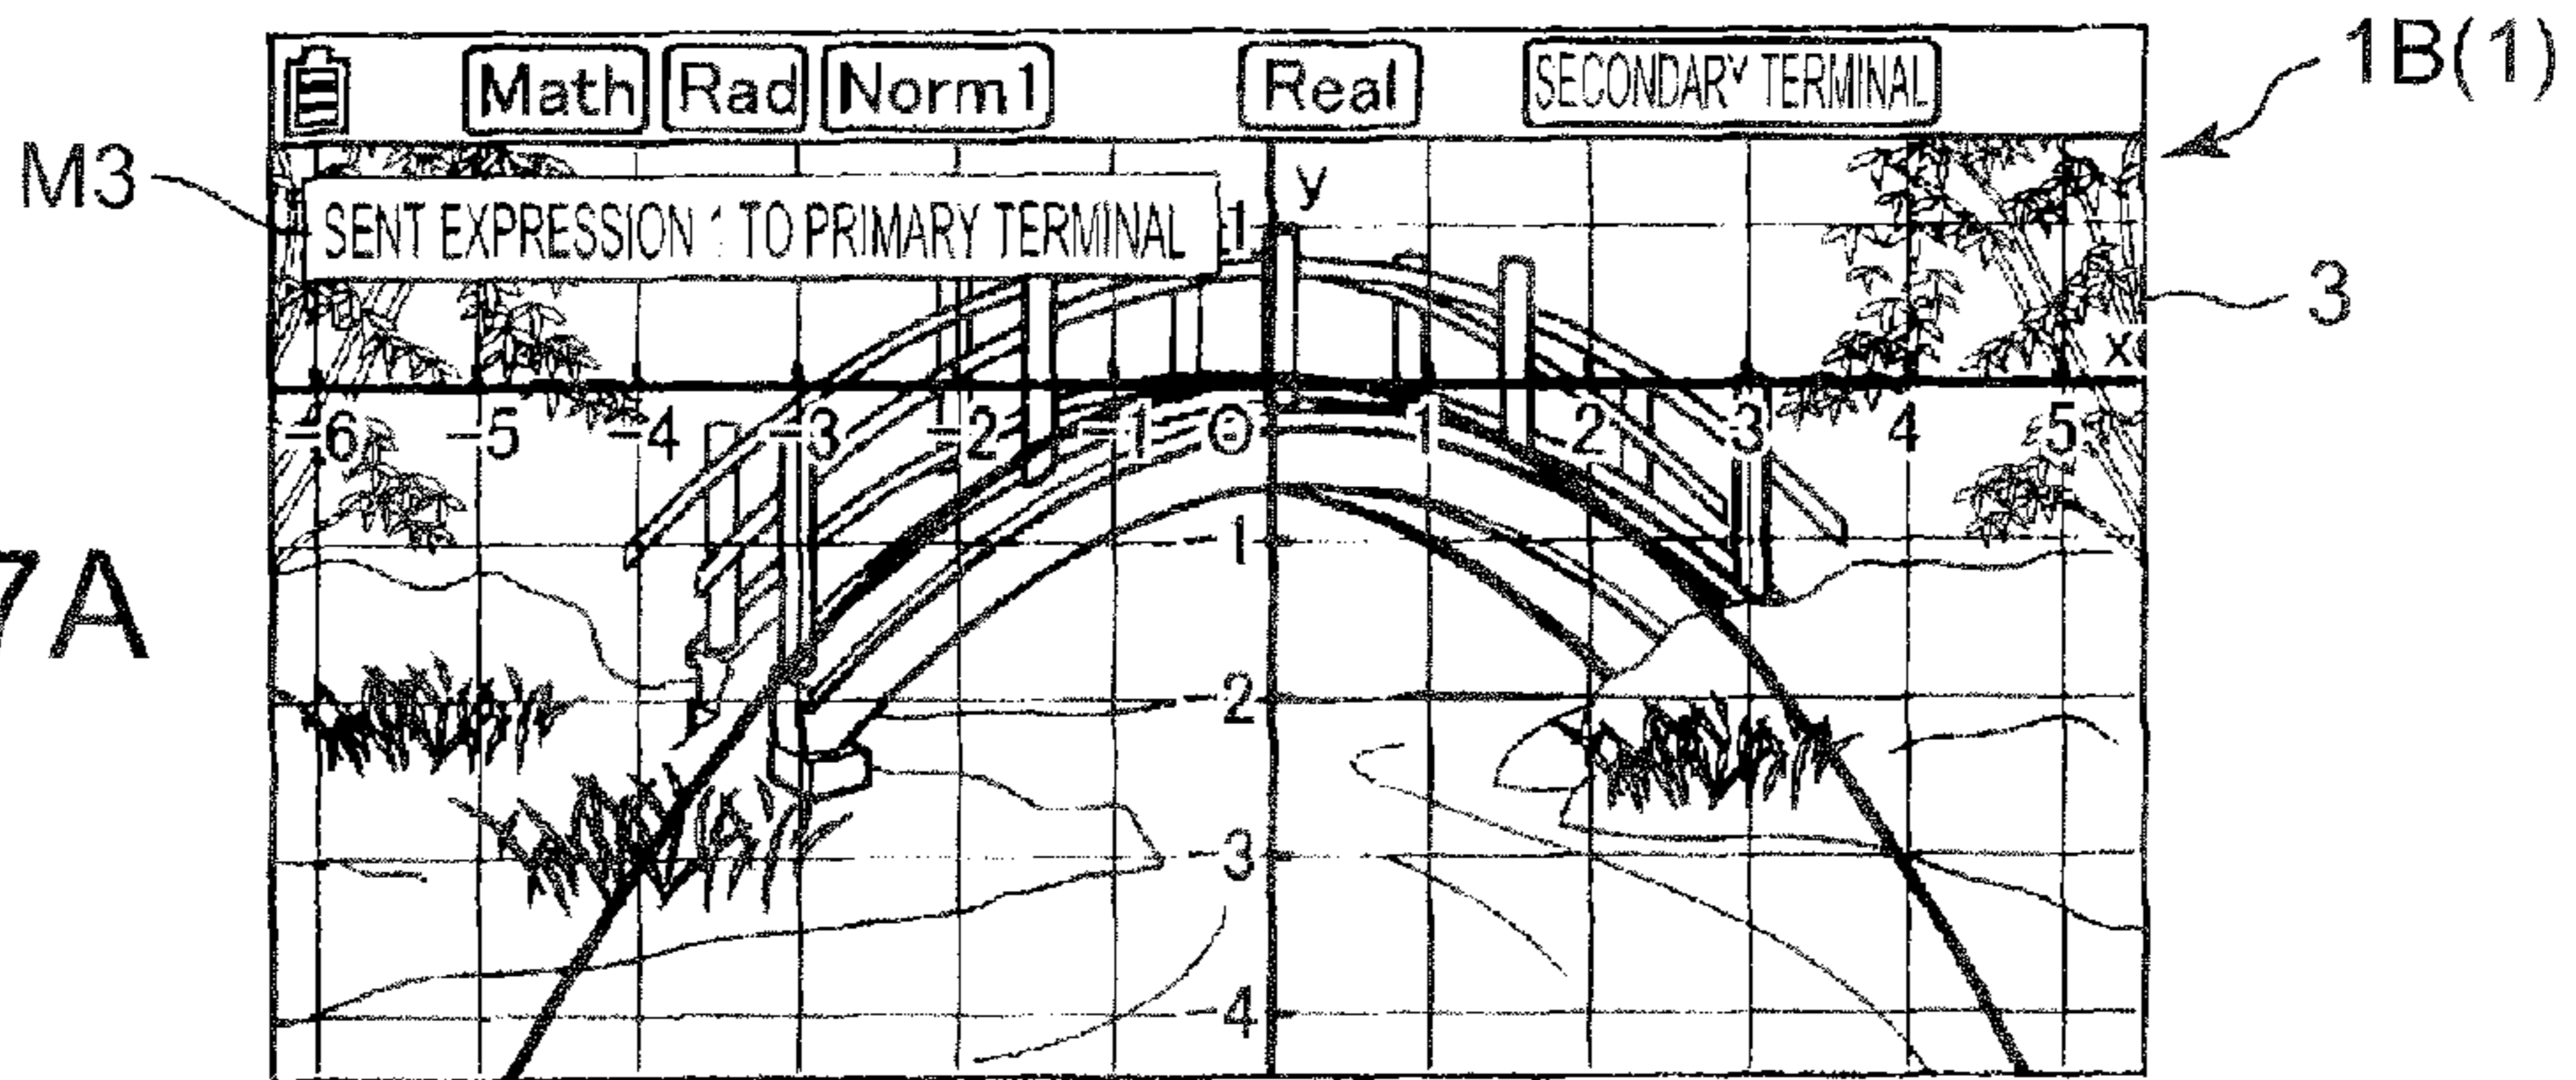 Math Rad Norm1 Real SECONDARY TERMINAL
1B(1)
M3
SENT EXPRESSION 1 TO PRIMARY TERMINAL
y
1
3
x
-6 -5 -4 -3 -2 -1 0 1 2 3 4 5
-1
7A
-2
-3
-4